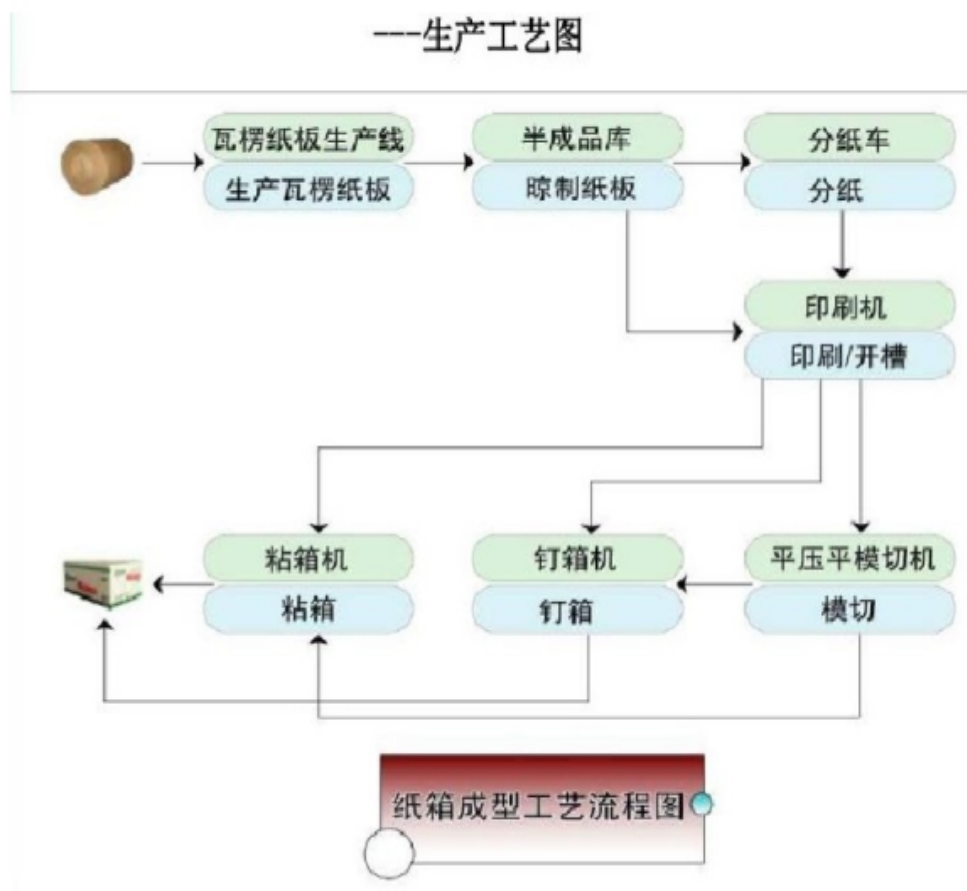 ---生产工艺图
瓦楞纸板生产线
生产瓦楞纸板
半成品库
晾制纸板
分纸车
分纸
印刷机
印刷/开槽
粘箱机
粘箱
钉箱机
钉箱
平压平模切机
模切
纸箱成型工艺流程图